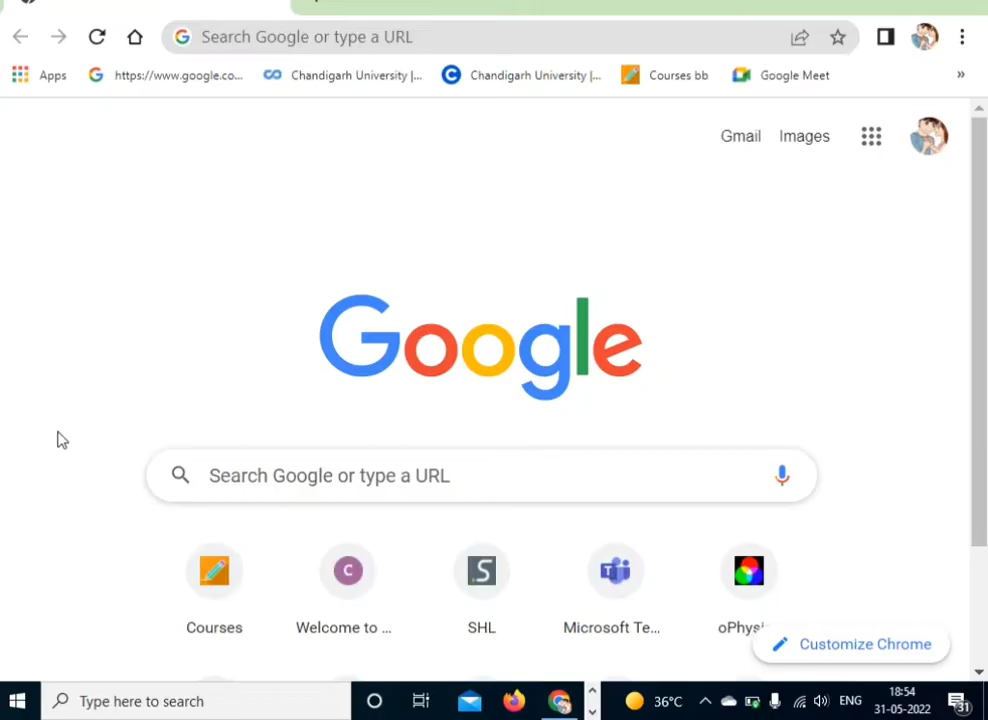 Search Google or type a URL
Apps https://www.google.co... Chandigarh University |... Chandigarh University |... Courses bb Google Meet »
Gmail Images
Google
Search Google or type a URL
C S T
Courses Welcome to ... SHL Microsoft Te... oPhysi
Customize Chrome
Type here to search 36°C ENG 18:54
31-05-2022 31